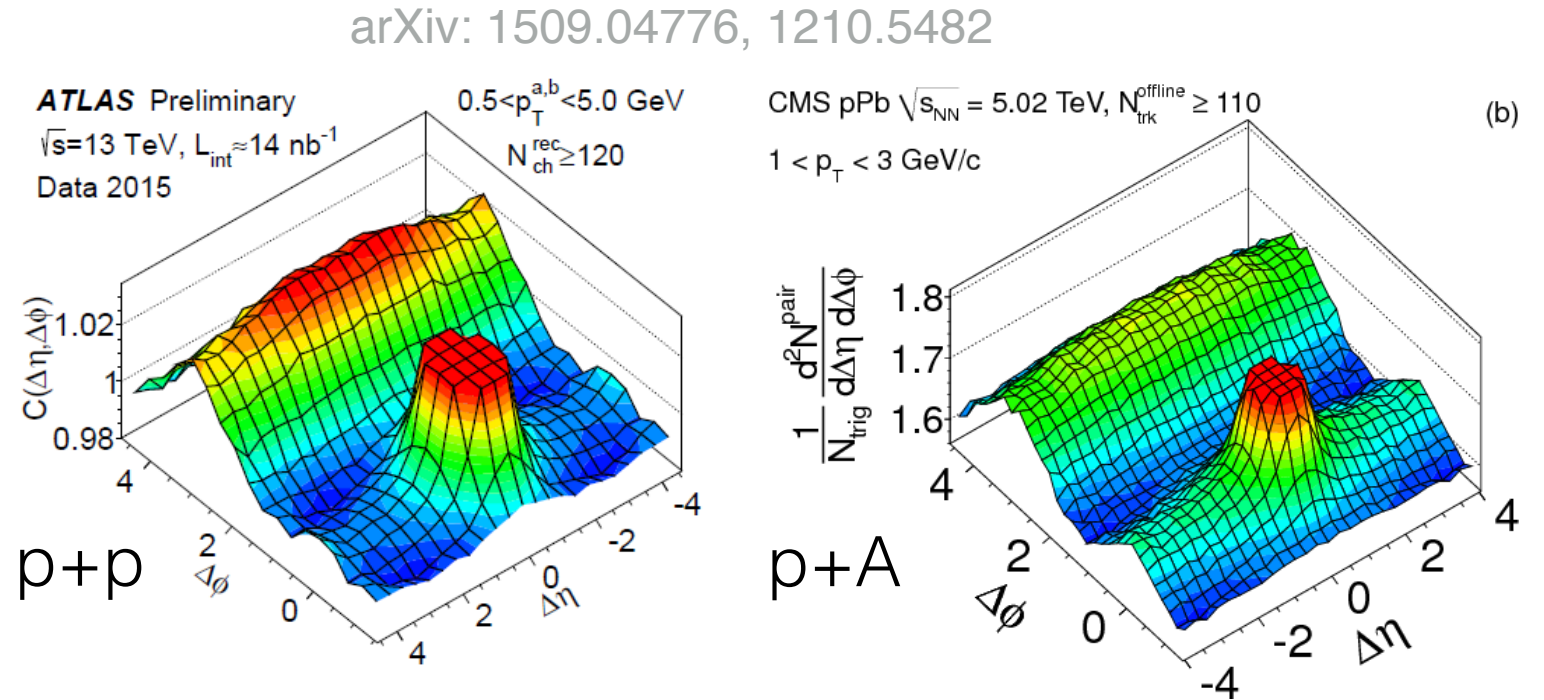 arXiv: 1509.04776, 1210.5482
ATLAS Preliminary
√s=13 TeV, L_int≈14 nb^-1
Data 2015
0.5<p_T^a,b<5.0 GeV
N_ch^rec≥120
C(Δη,Δϕ)
1.02
1
0.98
4
2
0
Δϕ
4
2
0
-2
-4
Δη
p+p
CMS pPb √s_NN = 5.02 TeV, N_trk^offline ≥ 110
1 < p_T < 3 GeV/c
(b)
1/N_trig d²N^pair/dΔη dΔϕ
1.8
1.7
1.6
4
2
0
Δϕ
-4
-2
0
2
4
Δη
p+A